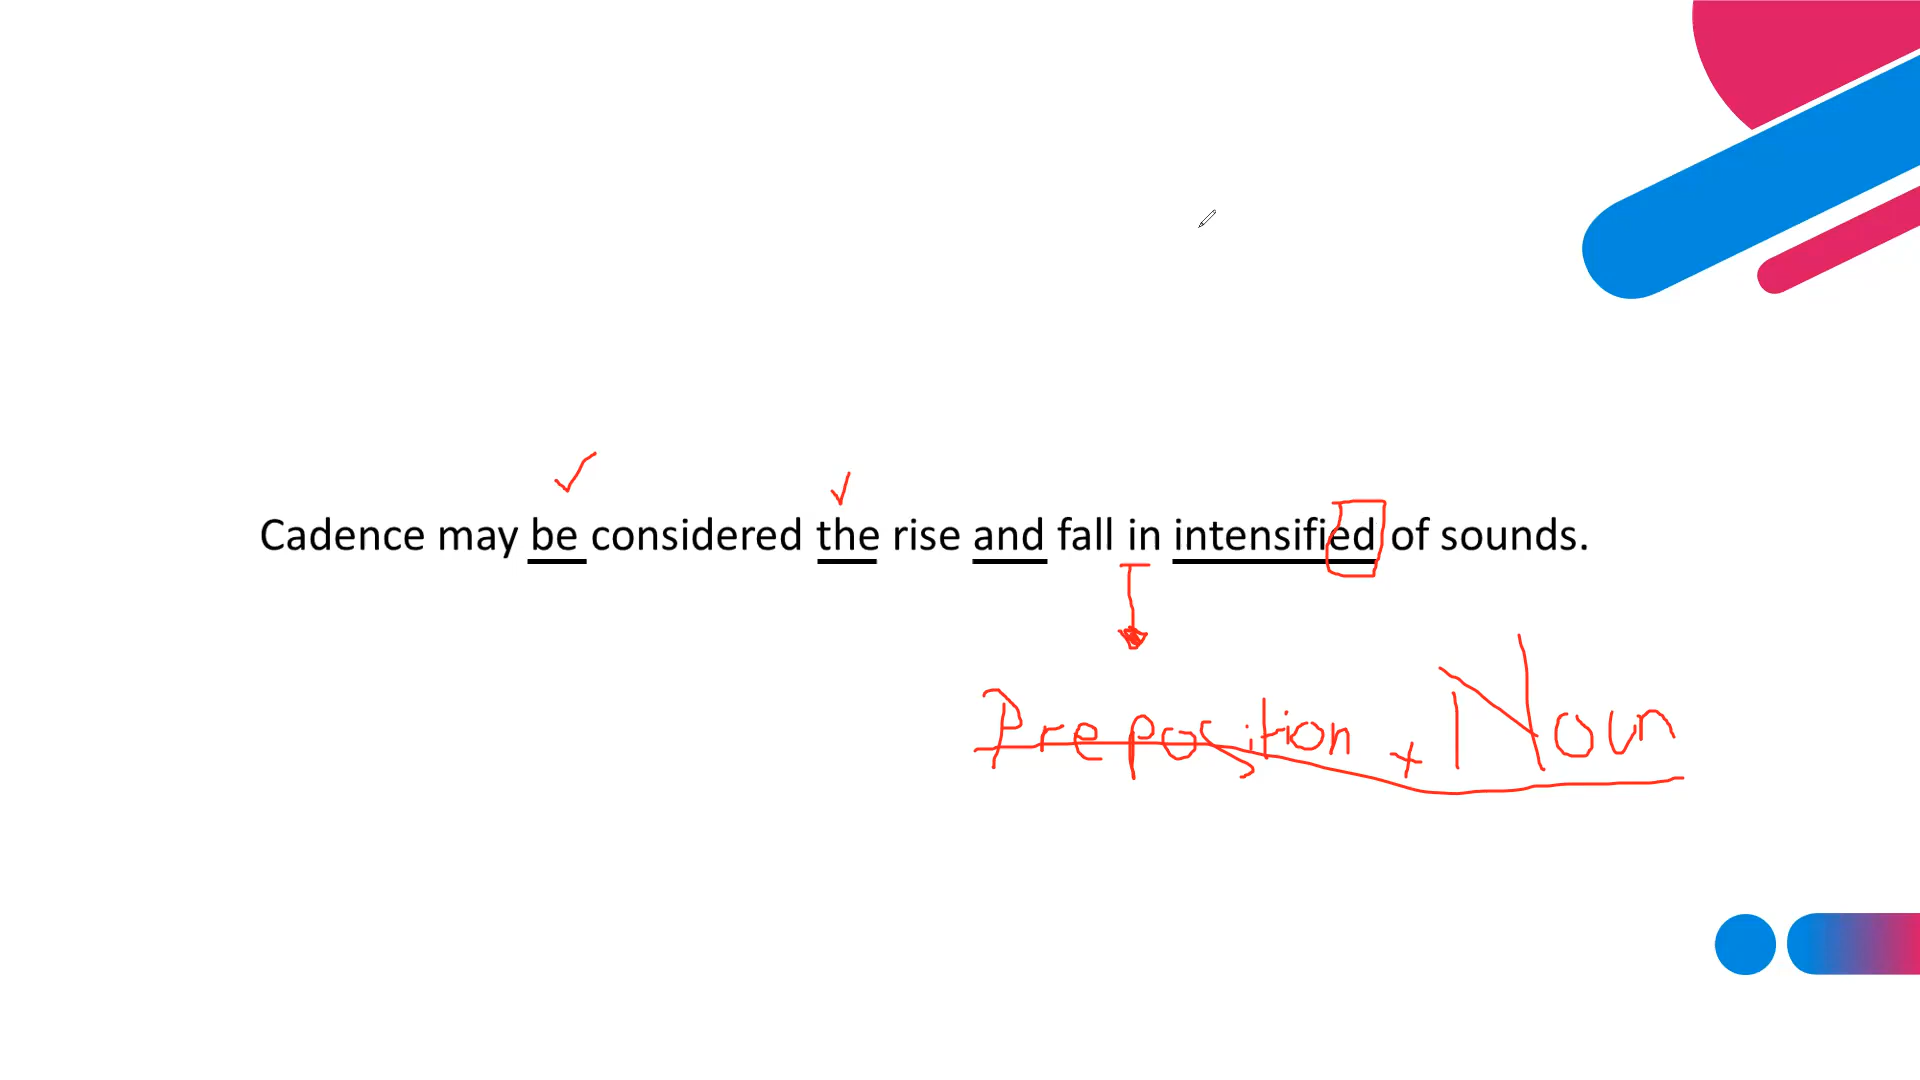 Cadence may be considered the rise and fall in intensified of sounds.
Preposition + Noun